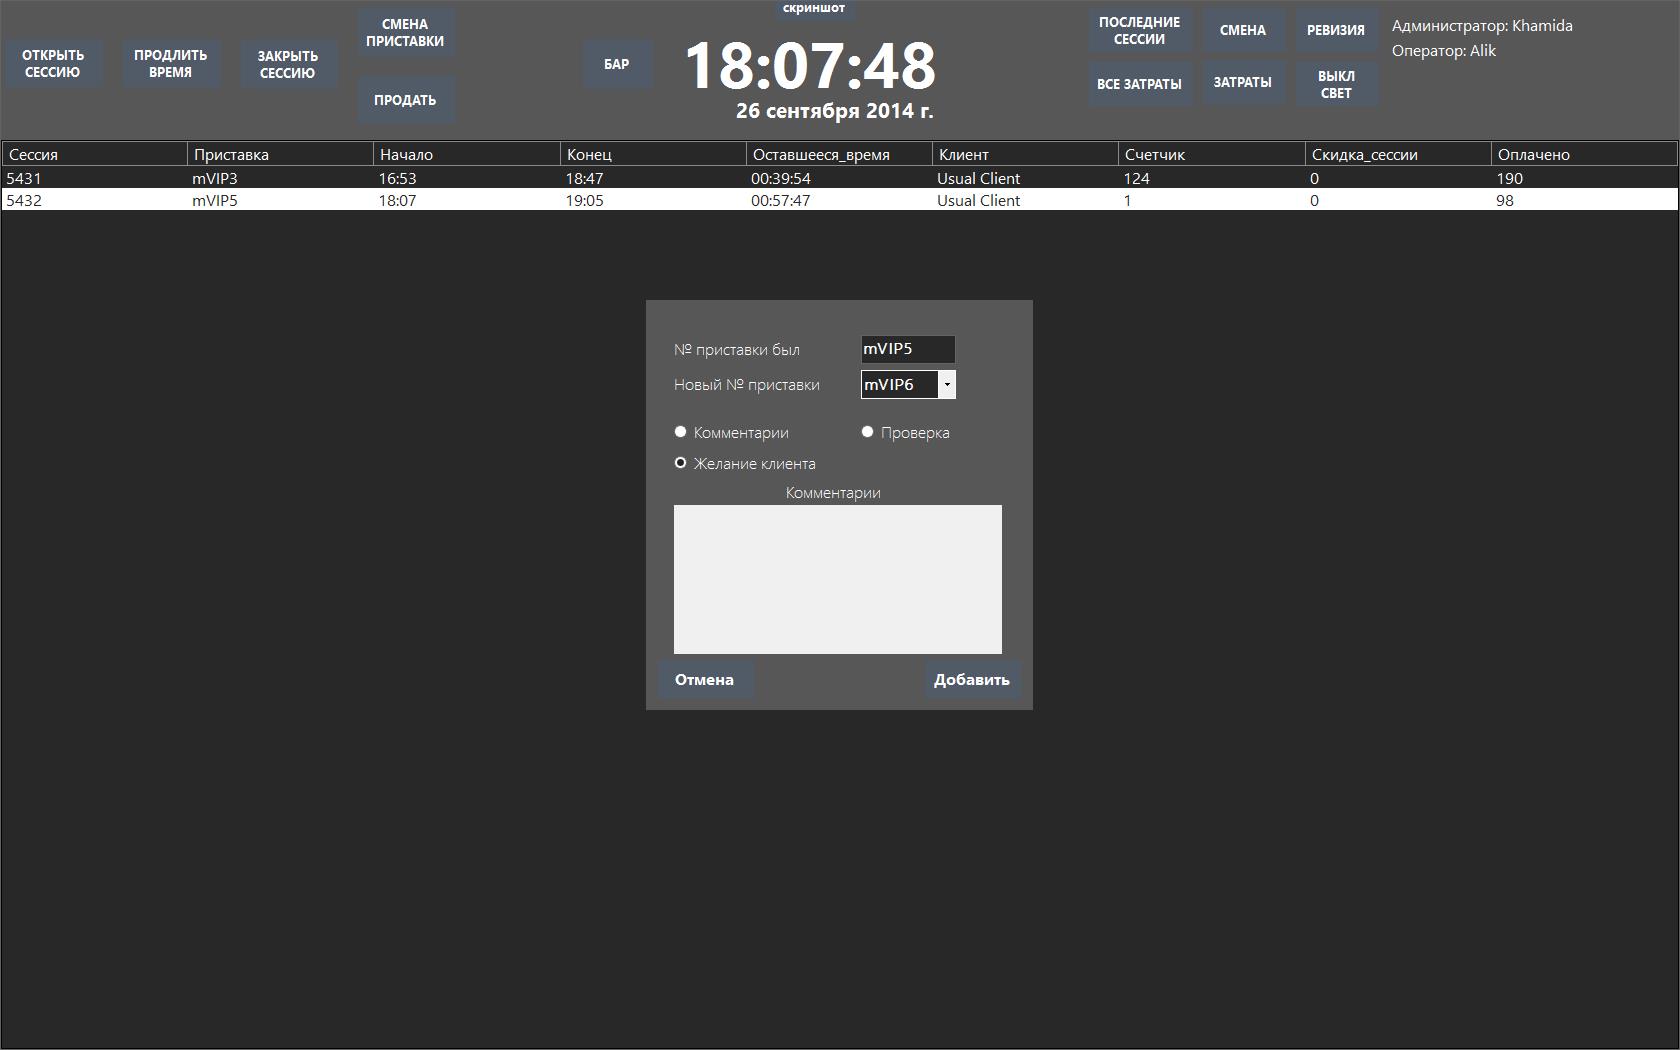 скриншот
ОТКРЫТЬ
СЕССИЮ
ПРОДЛИТЬ
ВРЕМЯ
ЗАКРЫТЬ
СЕССИЮ
СМЕНА
ПРИСТАВКИ
ПРОДАТЬ
БАР
18:07:48
26 сентября 2014 г.
ПОСЛЕДНИЕ
СЕССИИ
СМЕНА
РЕВИЗИЯ
ВСЕ ЗАТРАТЫ
ЗАТРАТЫ
ВЫКЛ
СВЕТ
Администратор: Khamida
Оператор: Alik
Сессия Приставка Начало Конец Оставшееся_время Клиент Счетчик Скидка_сессии Оплачено
5431 mVIP3 16:53 18:47 00:39:54 Usual Client 124 0 190
5432 mVIP5 18:07 19:05 00:57:47 Usual Client 1 0 98
№ приставки был mVIP5
Новый № приставки mVIP6
Комментарии Проверка
Желание клиента
Комментарии
Отмена Добавить